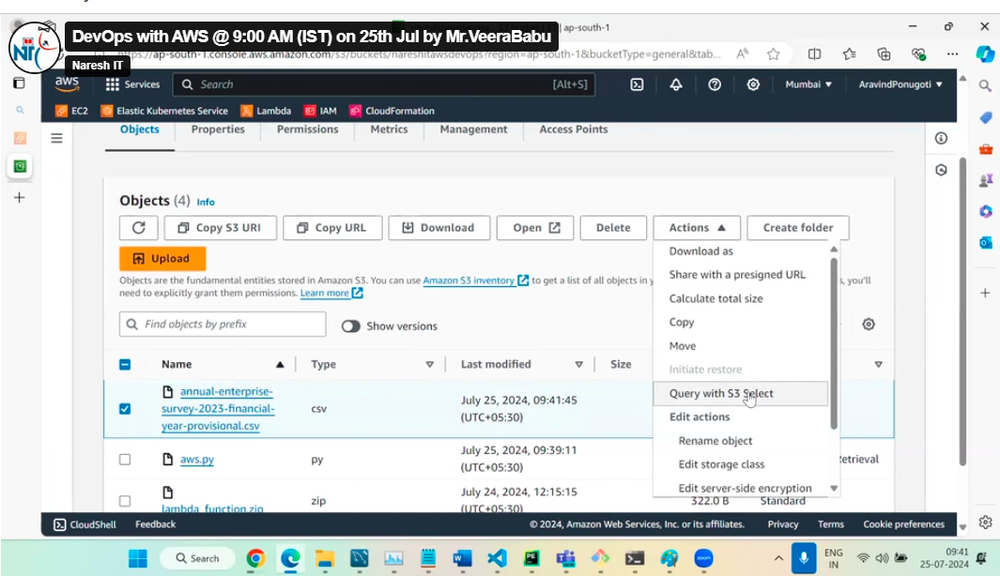 DevOps with AWS @ 9:00 AM (IST) on 25th Jul by Mr.VeeraBabu
| ap-south-1
NiT
Naresh IT
https://ap-south-1.console.aws.amazon.com/s3/buckets/nareshitawsdevops?region=ap-south-1&bucketType=general&tab...
aws
Services
Search
[Alt+S]
Mumbai
AravindPonugoti
EC2
Elastic Kubernetes Service
Lambda
IAM
CloudFormation
Objects
Properties
Permissions
Metrics
Management
Access Points
Objects (4) Info
Copy S3 URI
Copy URL
Download
Open
Delete
Actions
Create folder
Upload
Download as
Share with a presigned URL
Calculate total size
Copy
Move
Initiate restore
Query with S3 Select
Edit actions
Rename object
Edit storage class
Edit server-side encryption
Objects are the fundamental entities stored in Amazon S3. You can use Amazon S3 inventory to get a list of all objects in y
s, you'll
need to explicitly grant them permissions. Learn more
Find objects by prefix
Show versions
Name
Type
Last modified
Size
annual-enterprise-
survey-2023-financial-
year-provisional.csv
csv
July 25, 2024, 09:41:45
(UTC+05:30)
aws.py
py
July 25, 2024, 09:39:11
(UTC+05:30)
Retrieval
lambda_function.zip
zip
July 24, 2024, 12:15:15
(UTC+05:30)
322.0 B
Standard
CloudShell
Feedback
© 2024, Amazon Web Services, Inc. or its affiliates.
Privacy
Terms
Cookie preferences
Search
zoom
ENG
IN
09:41
25-07-2024